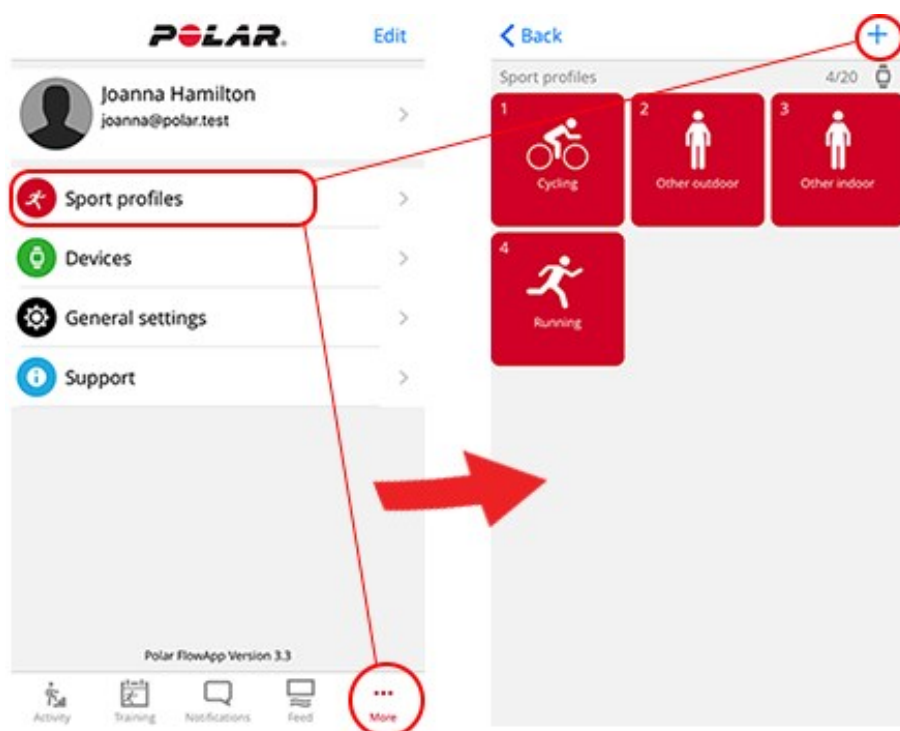 POLAR.
Edit
Joanna Hamilton
joanna@polar.test
Sport profiles
Devices
General settings
Support
Polar FlowApp Version 3.3
Activity
Training
Notifications
Feed
More
Back
Sport profiles
4/20
1
Cycling
2
Other outdoor
3
Other indoor
4
Running